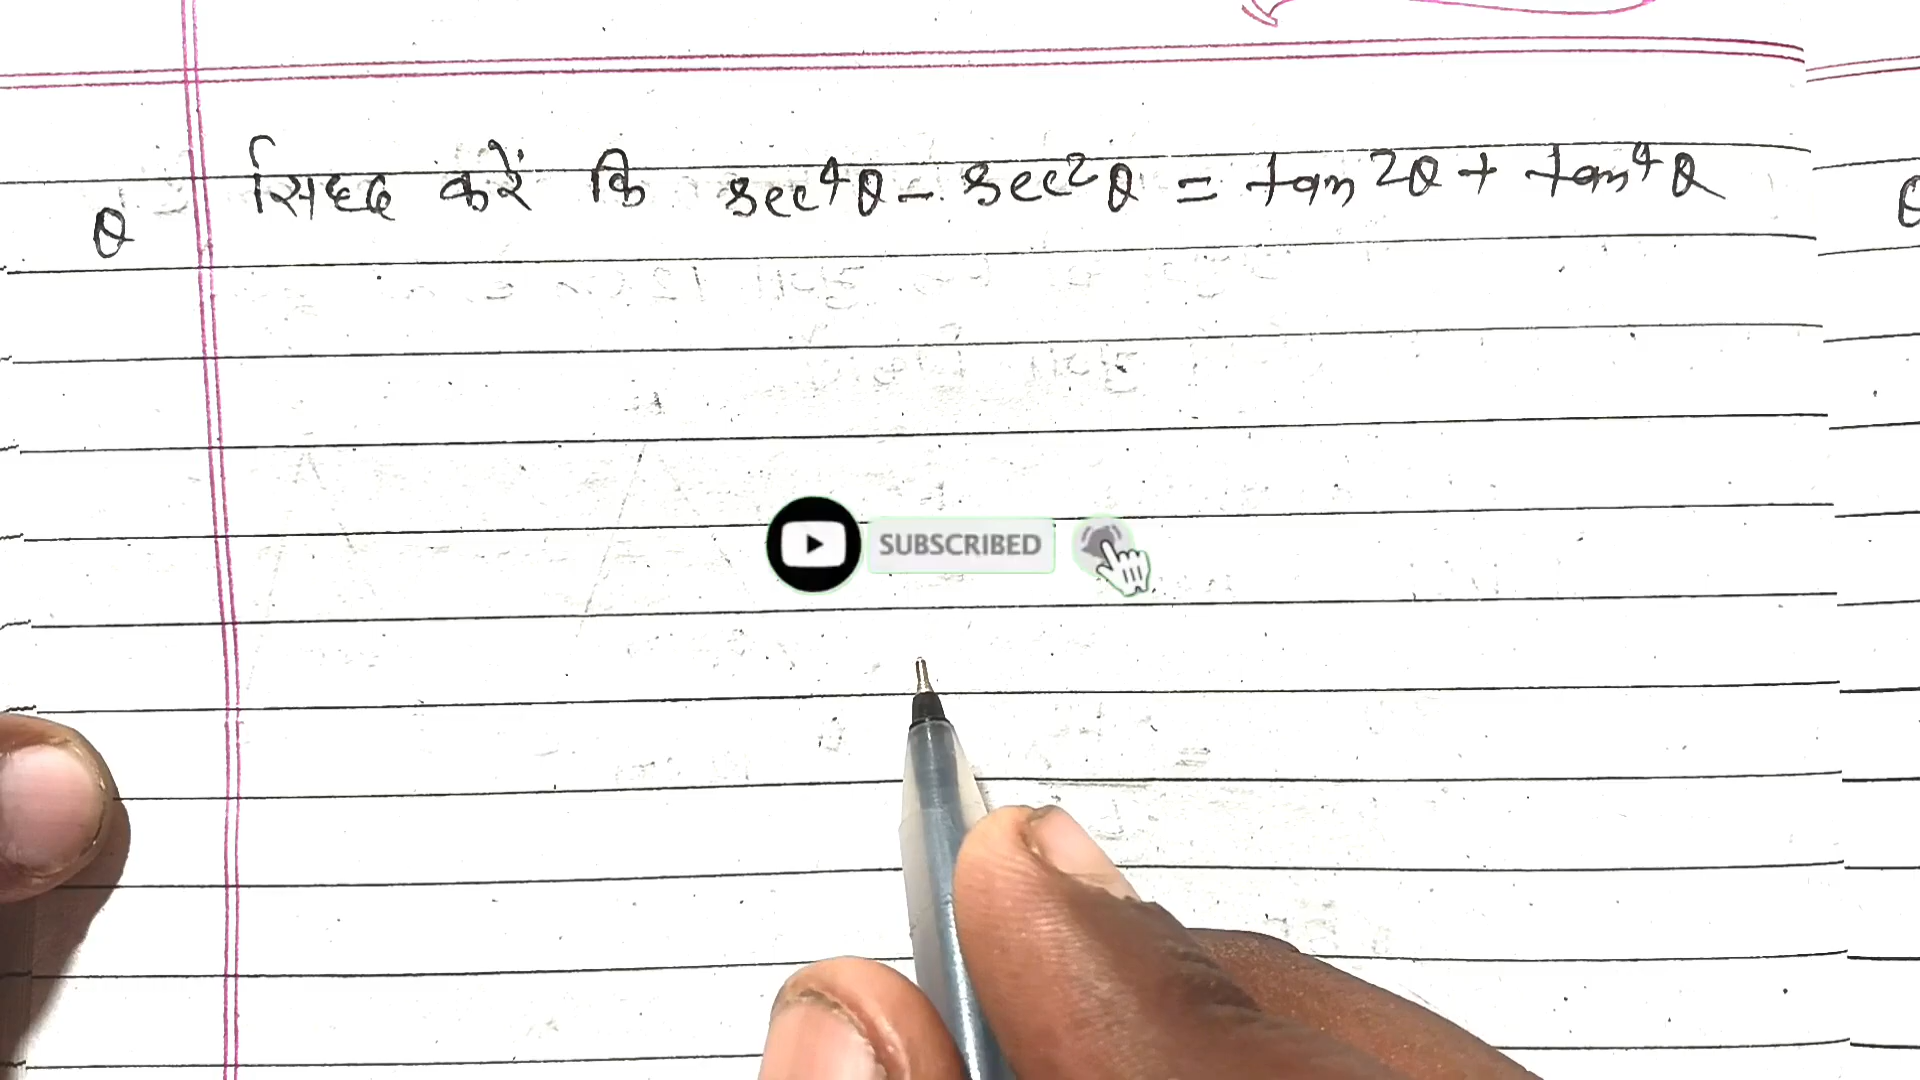 Q सिध्द करें कि sec⁴θ - sec²θ = tan²θ + tan⁴θ
SUBSCRIBED